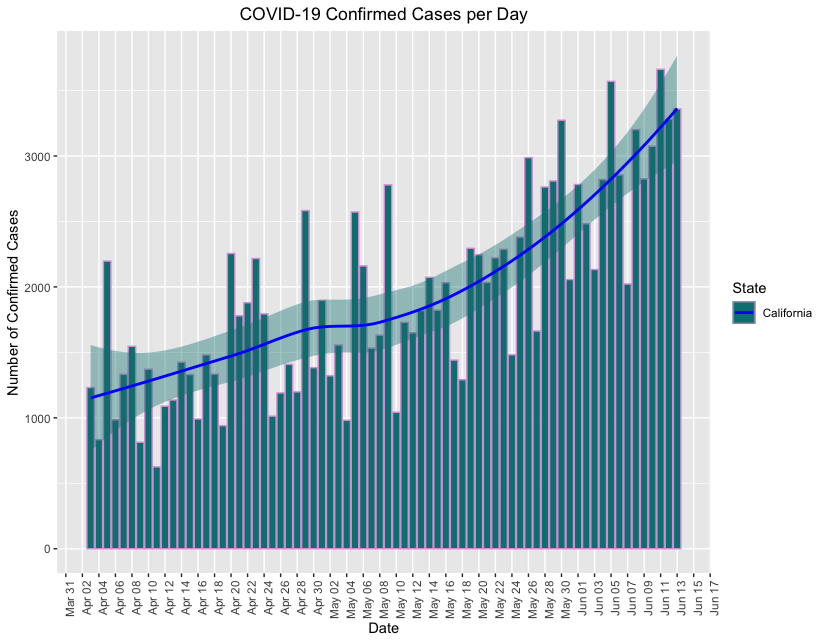 COVID-19 Confirmed Cases per Day
Number of Confirmed Cases
3000
2000
1000
0
Mar 31
Apr 02
Apr 04
Apr 06
Apr 08
Apr 10
Apr 12
Apr 14
Apr 16
Apr 18
Apr 20
Apr 22
Apr 24
Apr 26
Apr 28
Apr 30
May 02
May 04
May 06
May 08
May 10
May 12
May 14
May 16
May 18
May 20
May 22
May 24
May 26
May 28
May 30
Jun 01
Jun 03
Jun 05
Jun 07
Jun 09
Jun 11
Jun 13
Jun 15
Jun 17
Date
State
California